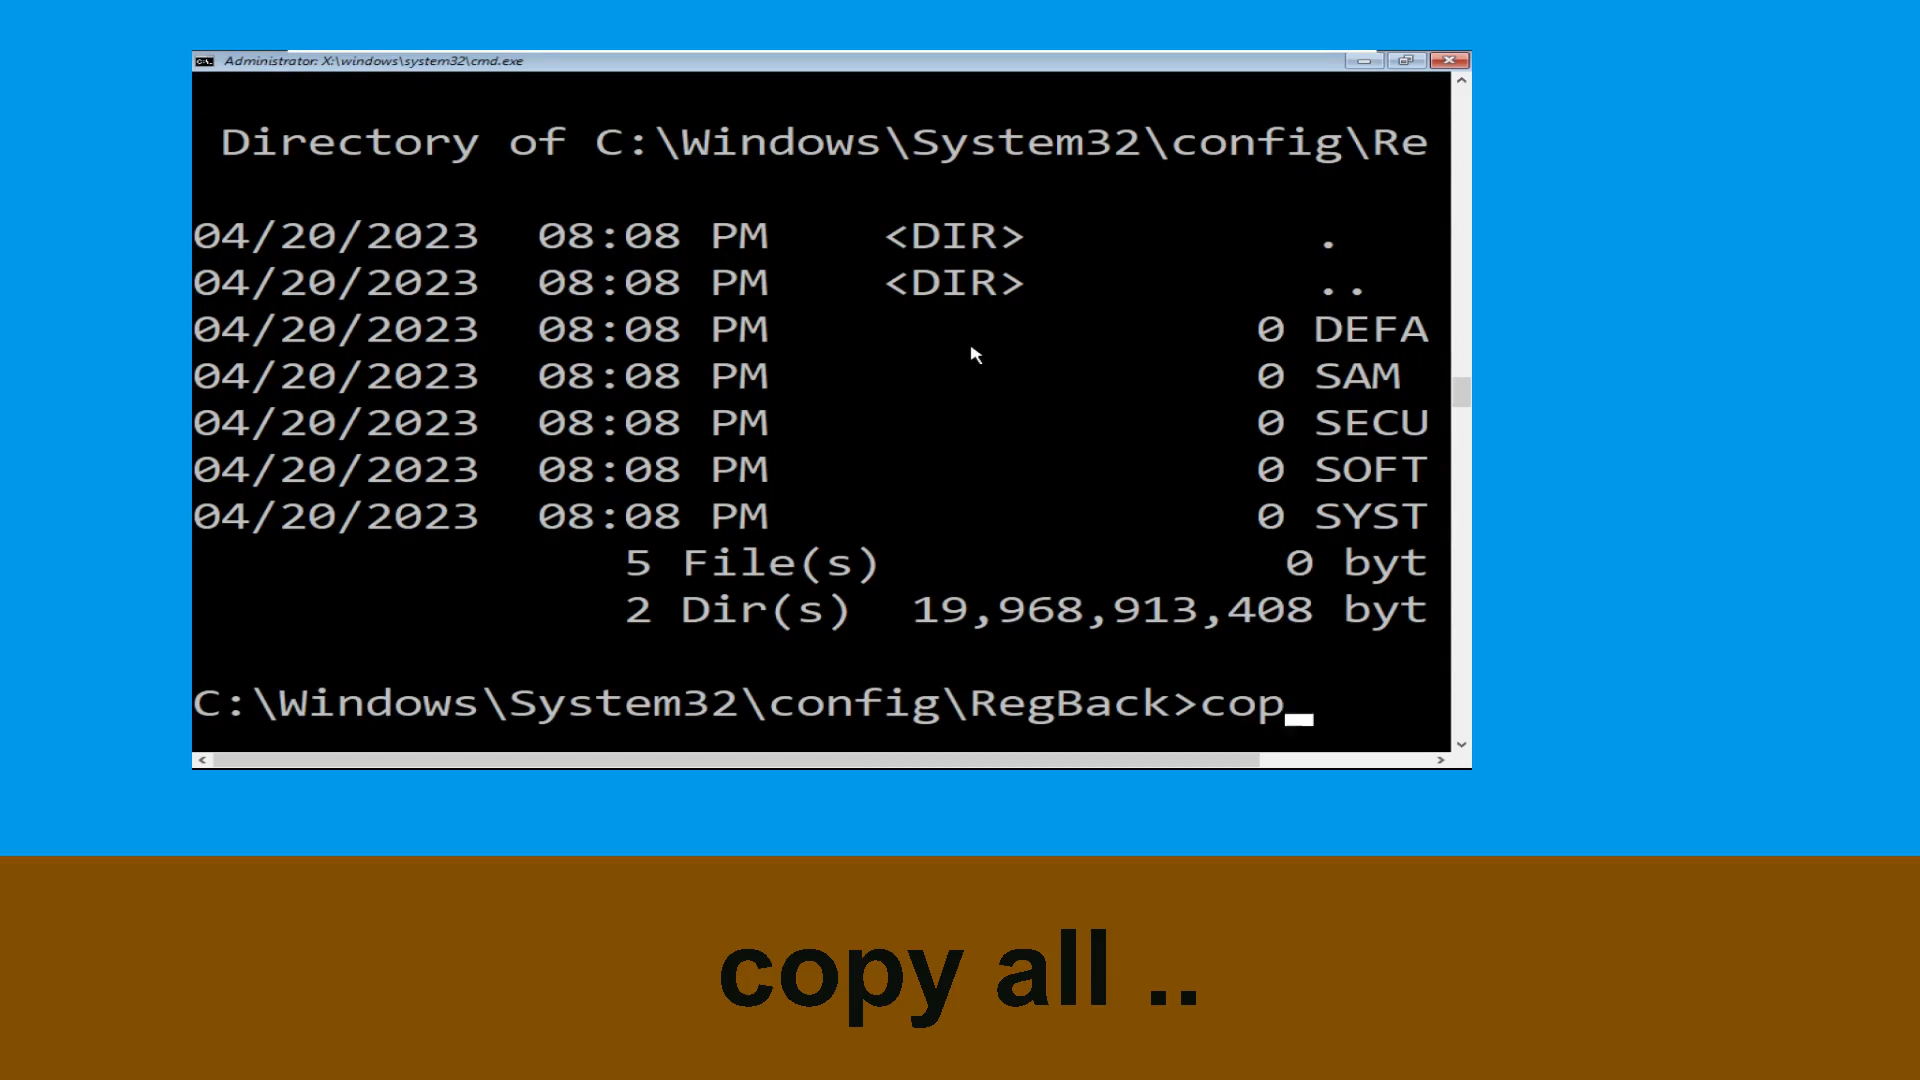 Administrator: X:\windows\system32\cmd.exe
Directory of C:\Windows\System32\config\Re
04/20/2023 08:08 PM <DIR> .
04/20/2023 08:08 PM <DIR> ..
04/20/2023 08:08 PM 0 DEFA
04/20/2023 08:08 PM 0 SAM
04/20/2023 08:08 PM 0 SECU
04/20/2023 08:08 PM 0 SOFT
04/20/2023 08:08 PM 0 SYST
5 File(s) 0 byt
2 Dir(s) 19,968,913,408 byt
C:\Windows\System32\config\RegBack>cop_
copy all ..